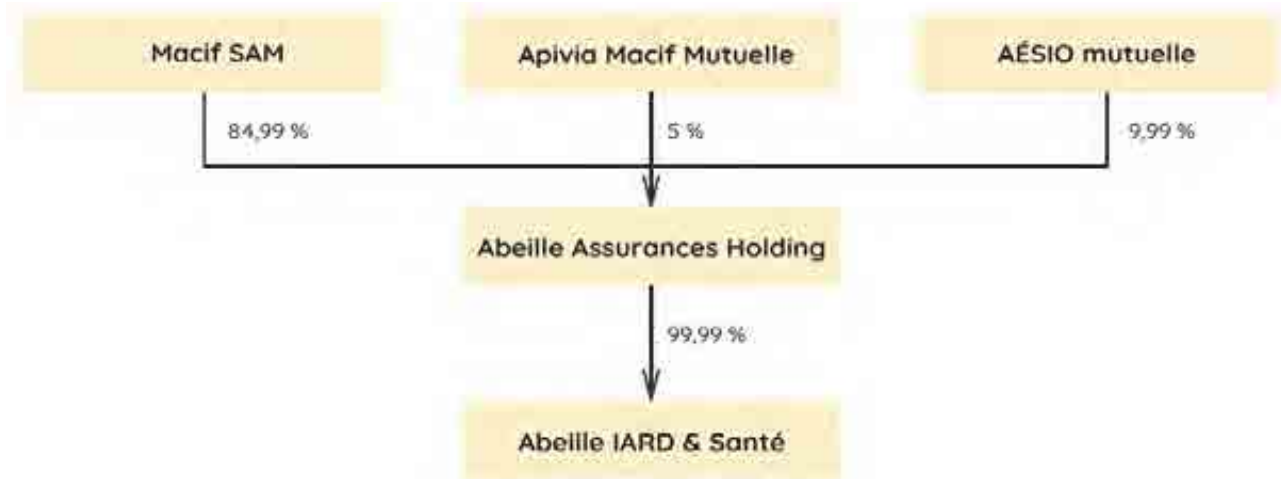 Macif SAM
Apivia Macif Mutuelle
AÉSIO mutuelle
84,99 %
5 %
9,99 %
Abeille Assurances Holding
99,99 %
Abeille IARD & Santé